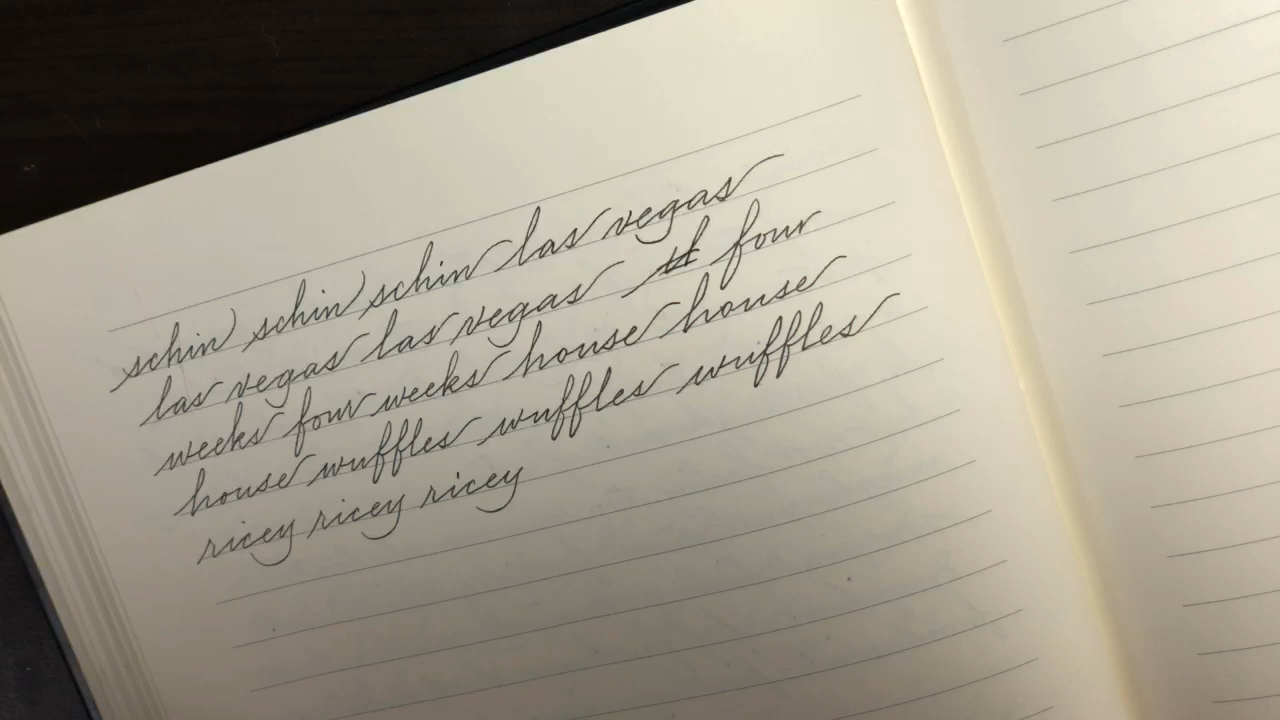 schin schin schin las vegas
las vegas las vegas four
weeks four weeks house house
house wuffles wuffles wuffles
ricey ricey ricey